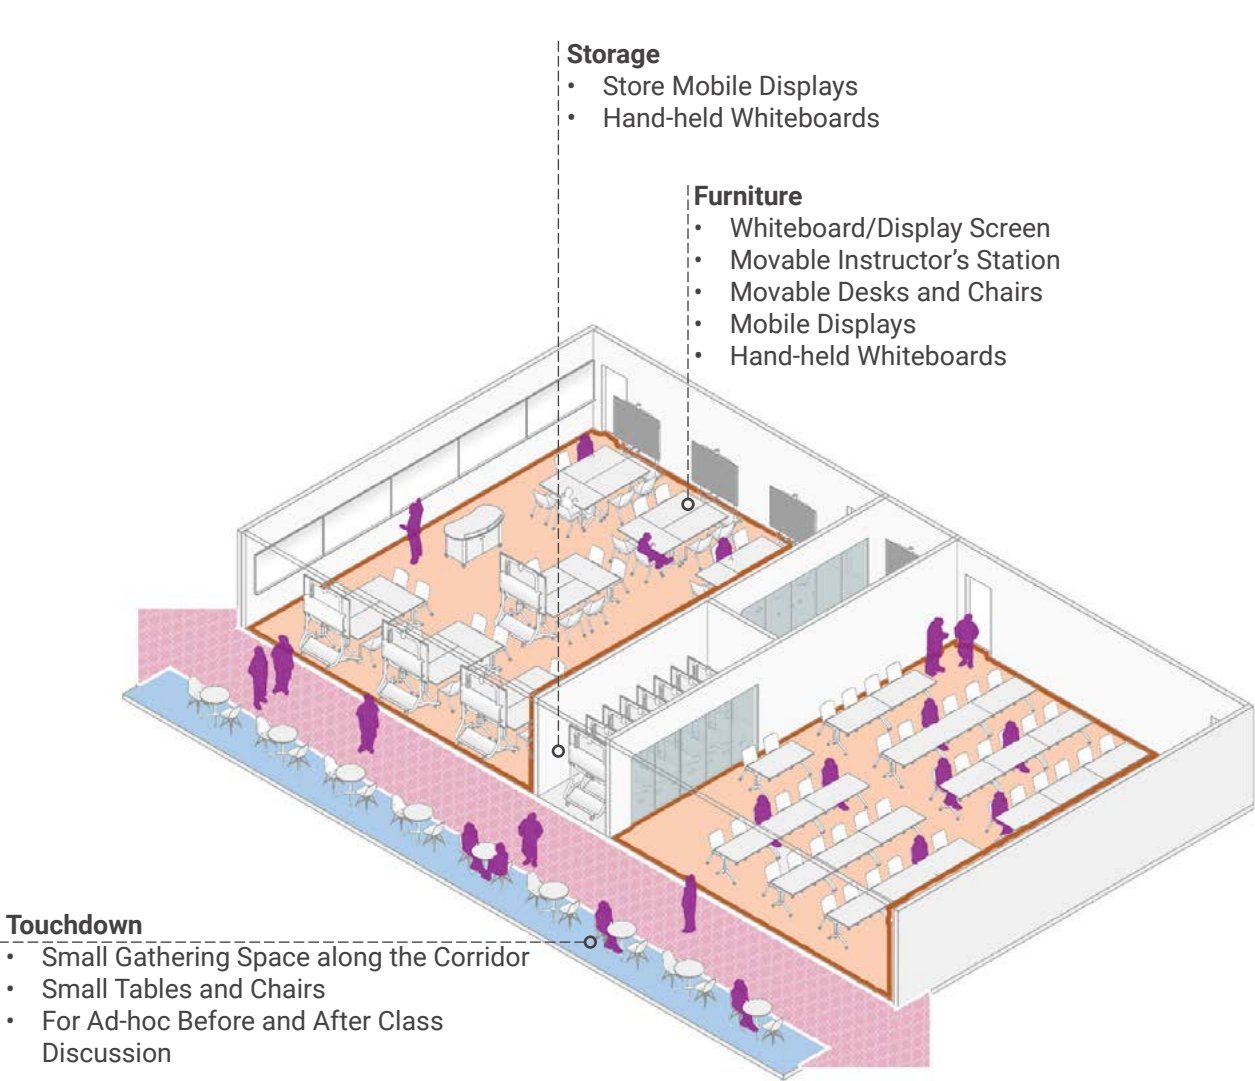 Storage
• Store Mobile Displays
• Hand-held Whiteboards
Furniture
• Whiteboard/Display Screen
• Movable Instructor’s Station
• Movable Desks and Chairs
• Mobile Displays
• Hand-held Whiteboards
Touchdown
• Small Gathering Space along the Corridor
• Small Tables and Chairs
• For Ad-hoc Before and After Class
Discussion